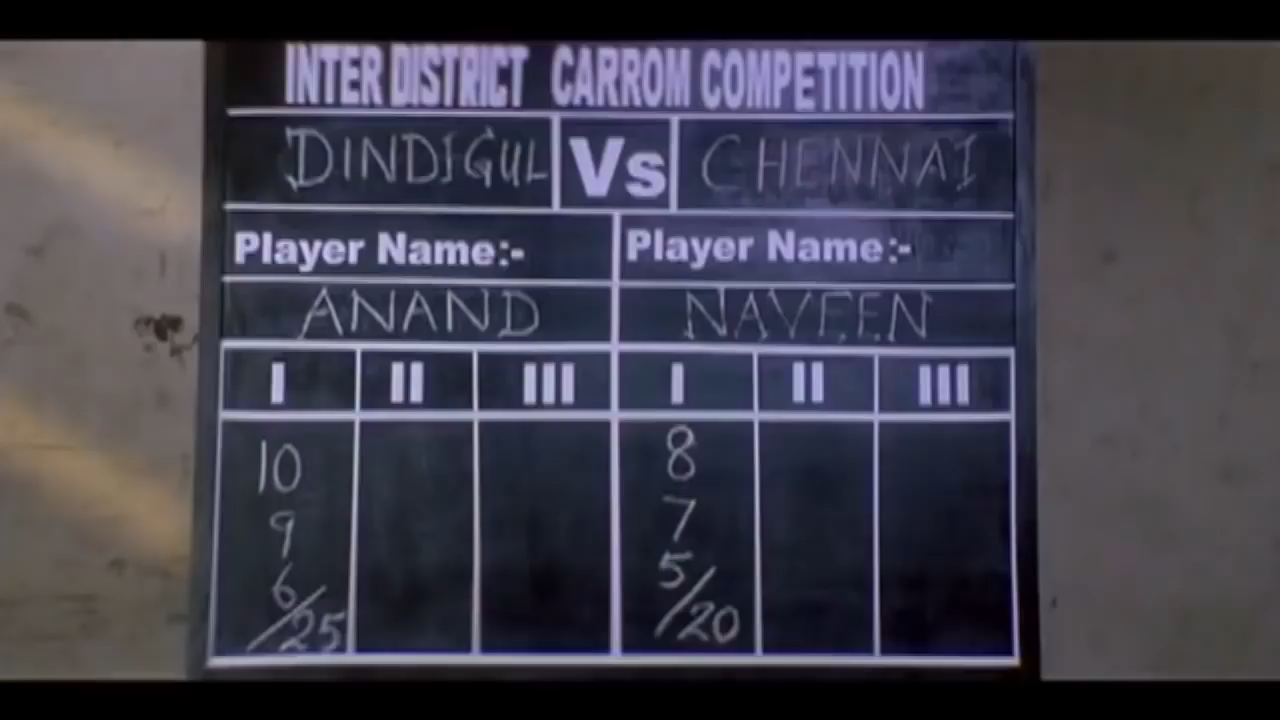 INTER DISTRICT CARROM COMPETITION
DINDIGUL Vs CHENNAI
Player Name:- Player Name:-
ANAND NAVEEN
I II III I II III
10 8
9 7
6 5
/25 /20